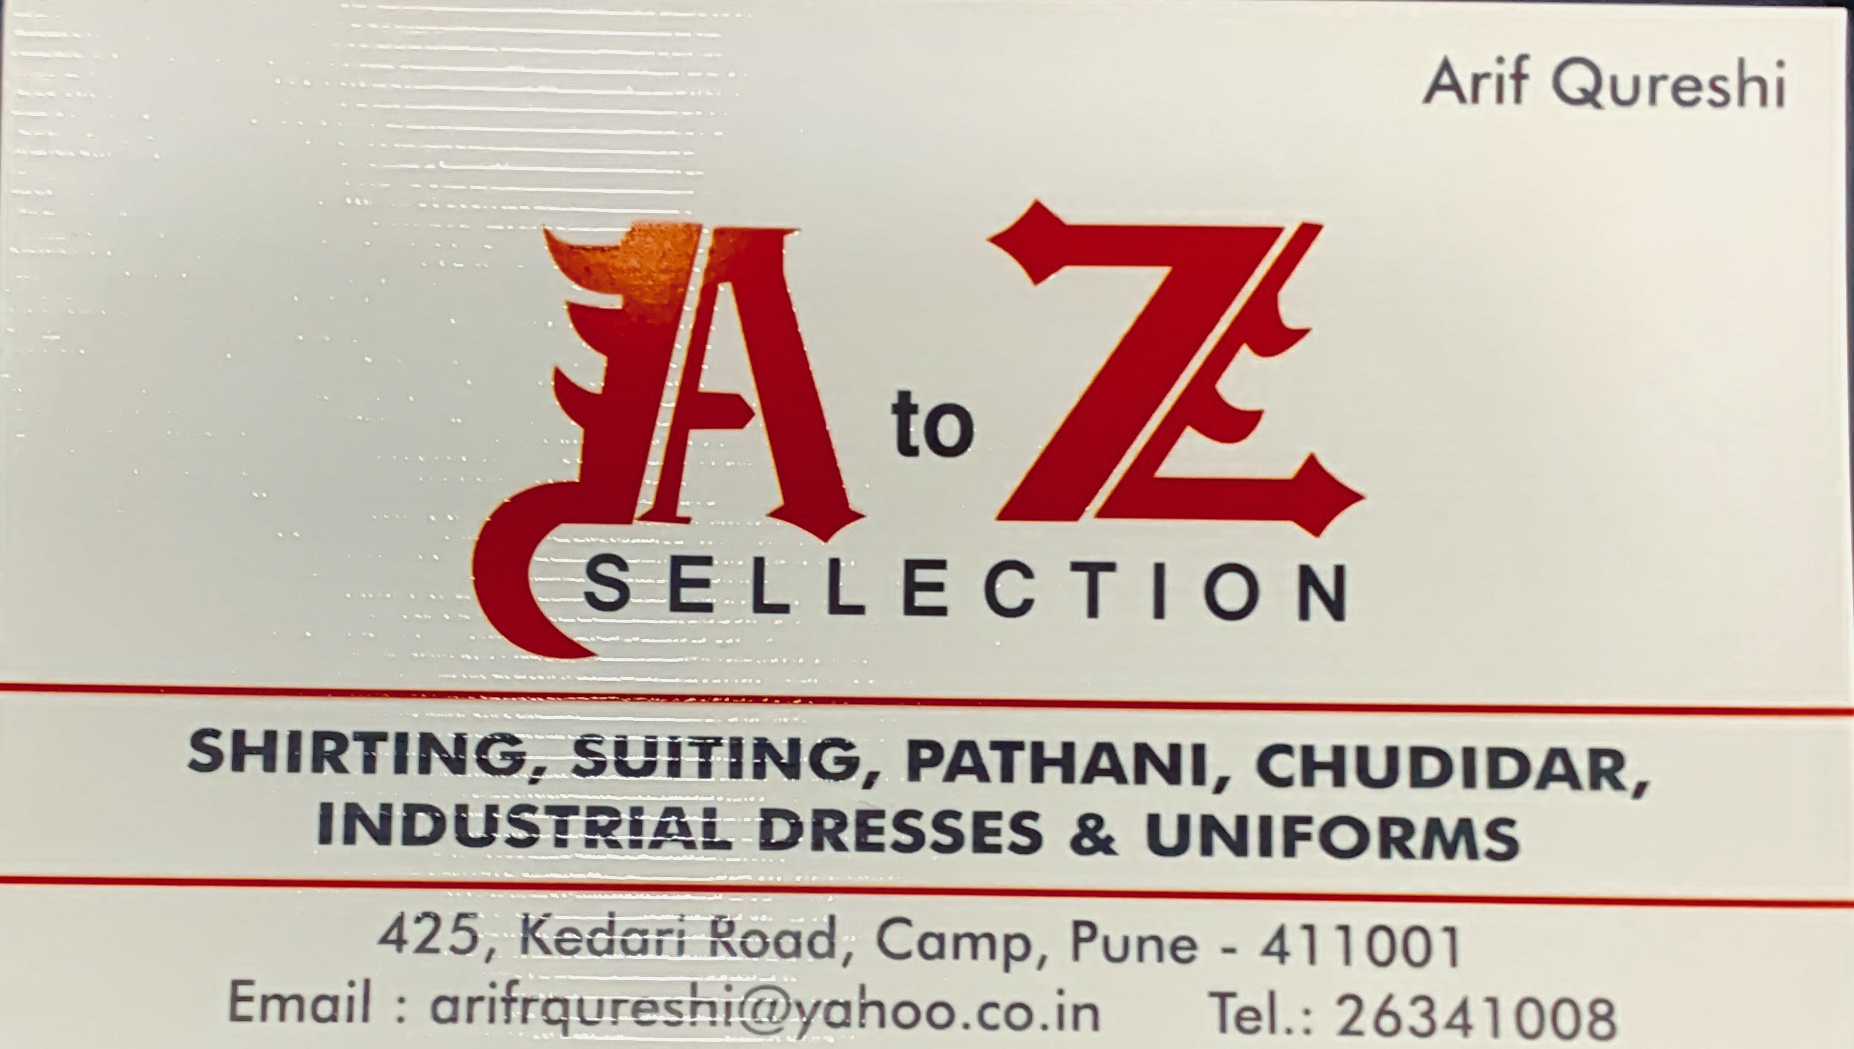 Arif Qureshi
A to Z
SELLECTION
SHIRTING, SUITING, PATHANI, CHUDIDAR,
INDUSTRIAL DRESSES & UNIFORMS
425, Kedari Road, Camp, Pune - 411001
Email : arifrqureshi@yahoo.co.in Tel.: 26341008